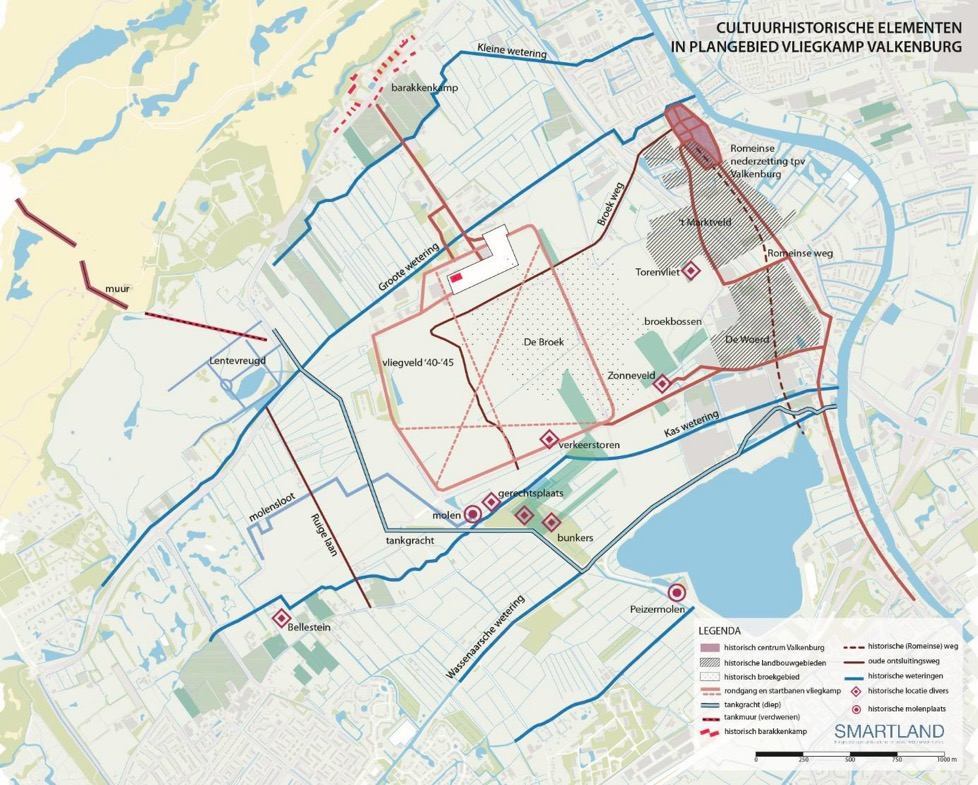 CULTUURHISTORISCHE ELEMENTEN
IN PLANGEBIED VLIEGKAMP VALKENBURG
Kleine wetering
barakkenkamp
Romeinse
nederzetting tpv
Valkenburg
Broek weg
't Marktveld
Groote wetering
Romeinse weg
Torenvliet
muur
broekbossen
De Broek
De Woerd
Lentevreugd
vliegveld '40-'45
Zonneveld
Kas wetering
verkeerstoren
gerechtsplaats
molensloot
molen
Ruige laan
tankgracht
bunkers
Peizermolen
Wassenaarsche wetering
Bellestein
LEGENDA
historisch centrum Valkenburg
historische landbouwgebieden
historisch broekgebied
rondgang en startbanen vliegkamp
tankgracht (diep)
tankmuur (verdwenen)
historisch barakkenkamp
historische (Romeinse) weg
oude ontsluitingsweg
historische weteringen
historische locatie divers
historische molenplaats
SMARTLAND
0 250 500 750 1000 m